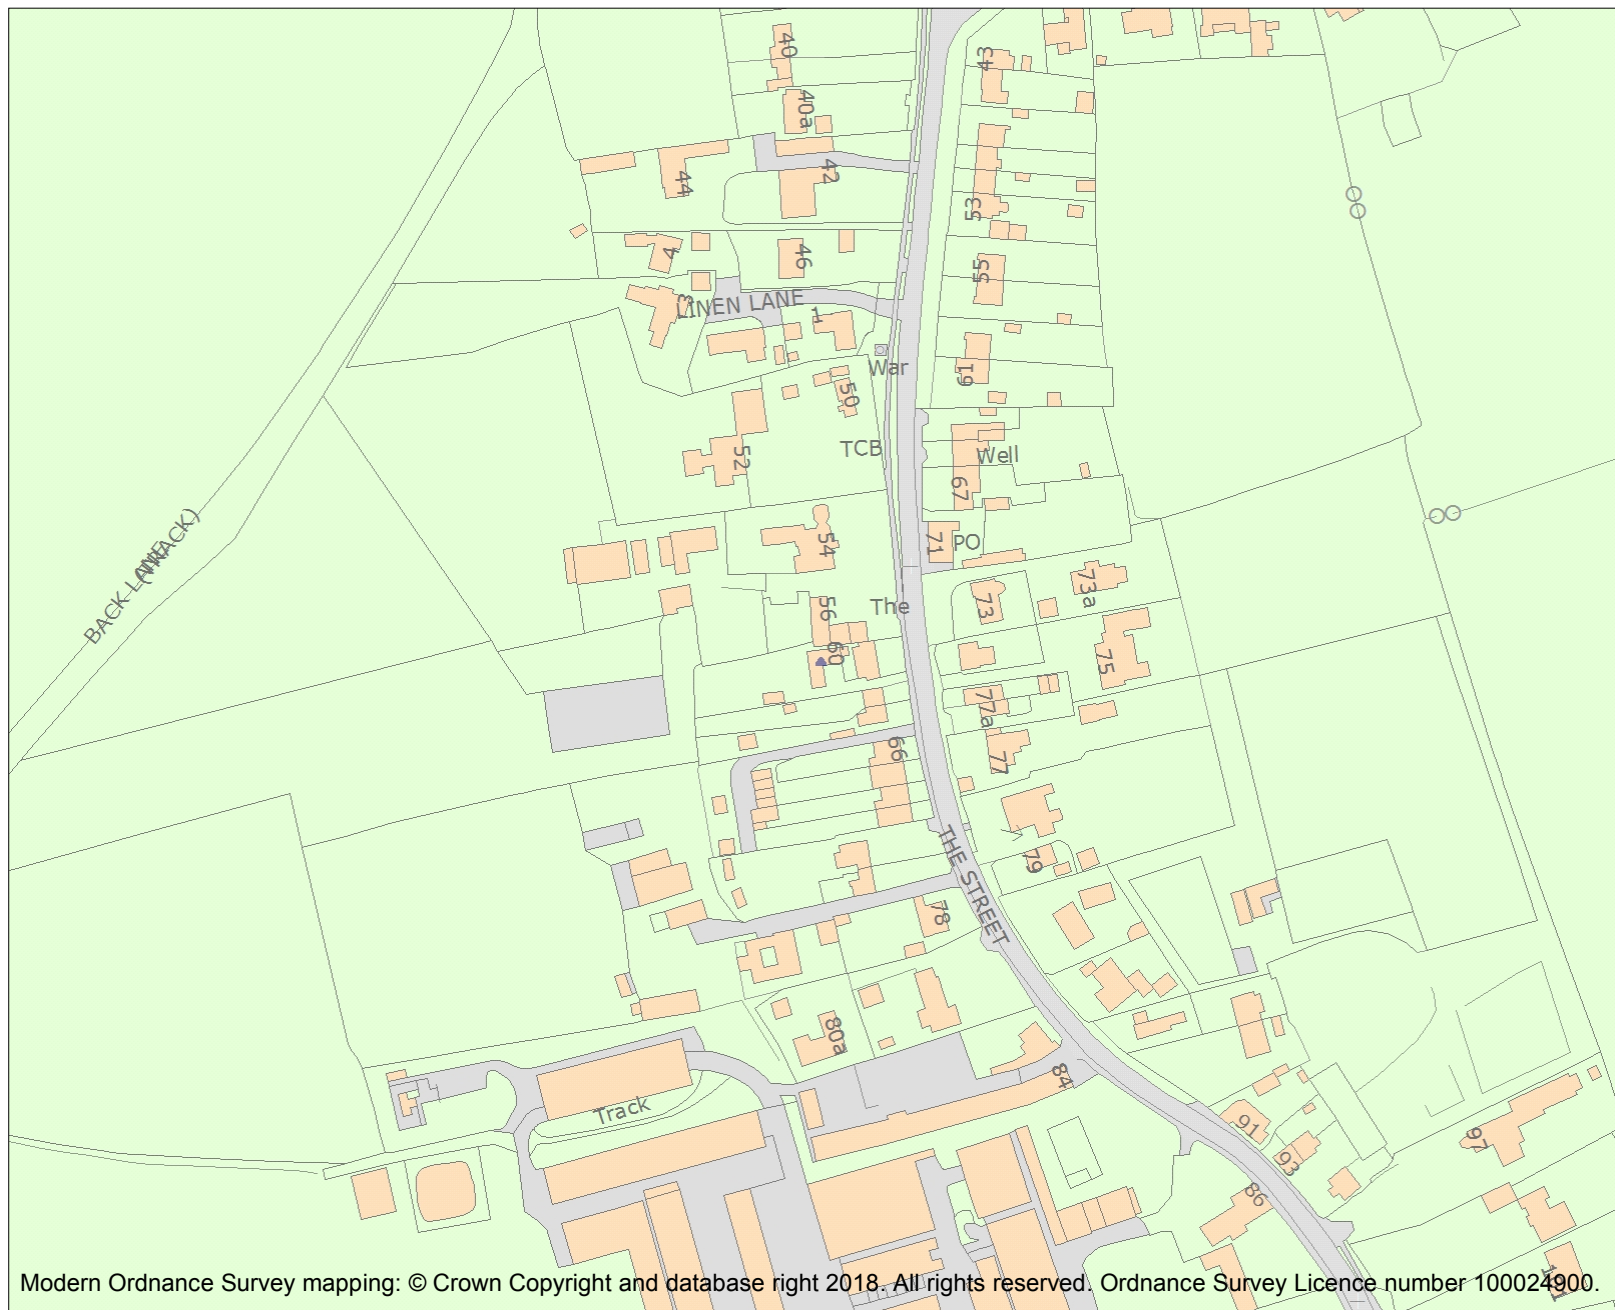 40
43
40a
42
44
53
4
46
55
3
LINEN LANE
1
War
61
50
TCB
52
Well
67
54
71
PO
BACK LANE
(TRACK)
73a
73
56
The
60
75
77a
66
77
THE STREET
79
78
80a
84
Track
91
97
93
86
Modern Ordnance Survey mapping: © Crown Copyright and database right 2018. All rights reserved. Ordnance Survey Licence number 100024900.